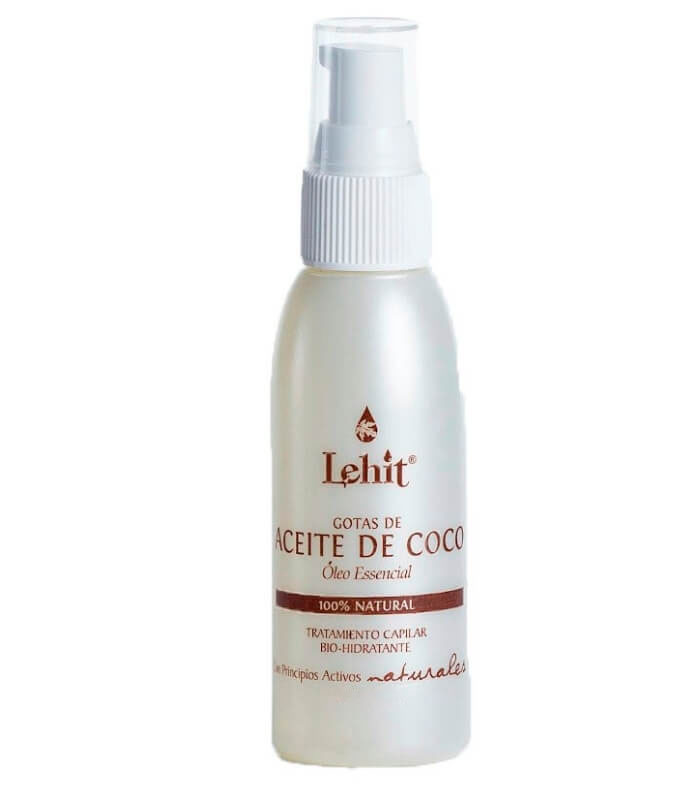 Lehit®
GOTAS DE
ACEITE DE COCO
Óleo Essencial
100% NATURAL
TRATAMIENTO CAPILAR
BIO-HIDRATANTE
Principios Activos naturales